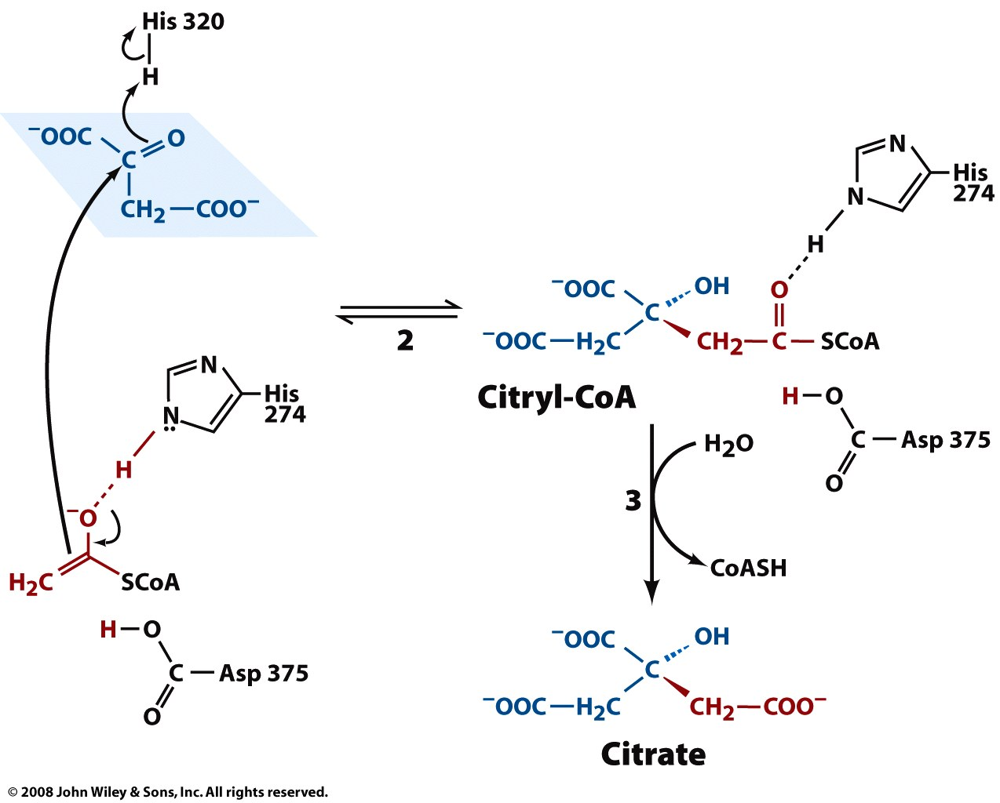 His 320
H
⁻OOC
O
C
CH₂—COO⁻
N
His
274
N
H
O
⁻OOC
OH
C
⁻OOC—H₂C
CH₂—C—SCoA
2
Citryl-CoA
N
His
274
N
H
⁻O
H₂C
SCoA
H—O
C—Asp 375
O
H—O
C—Asp 375
O
H₂O
3
CoASH
⁻OOC
OH
C
⁻OOC—H₂C
CH₂—COO⁻
Citrate
© 2008 John Wiley & Sons, Inc. All rights reserved.